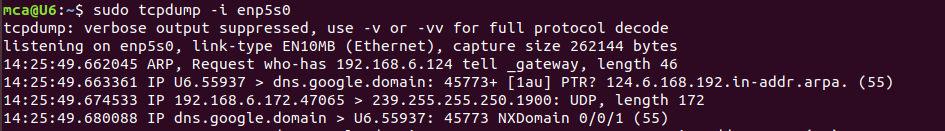 mca@U6:~$ sudo tcpdump -i enp5s0
tcpdump: verbose output suppressed, use -v or -vv for full protocol decode
listening on enp5s0, link-type EN10MB (Ethernet), capture size 262144 bytes
14:25:49.662045 ARP, Request who-has 192.168.6.124 tell _gateway, length 46
14:25:49.663361 IP U6.55937 > dns.google.domain: 45773+ [1au] PTR? 124.6.168.192.in-addr.arpa. (55)
14:25:49.674533 IP 192.168.6.172.47065 > 239.255.255.250.1900: UDP, length 172
14:25:49.680088 IP dns.google.domain > U6.55937: 45773 NXDomain 0/0/1 (55)